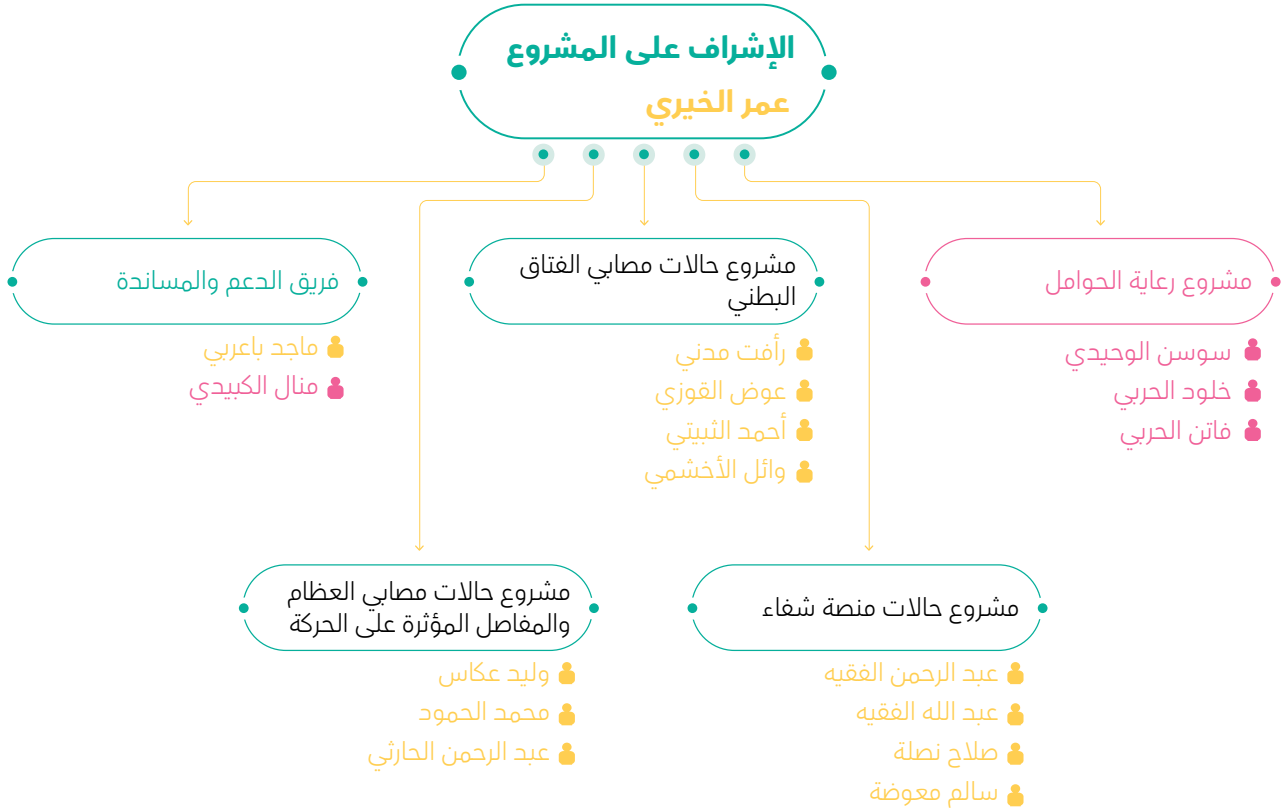 الإشراف على المشروع
عمر الخيري
مشروع رعاية الحوامل
سوسن الوحيدي
خلود الحربي
فاتن الحربي
مشروع حالات مصابي الفتاق
البطني
رأفت مدني
عوض القوزي
أحمد الثبيتي
وائل الأخشمي
فريق الدعم والمساندة
ماجد باعربي
منال الكبيدي
مشروع حالات منصة شفاء
عبد الرحمن الفقيه
عبد الله الفقيه
صلاح نصلة
سالم معوضة
مشروع حالات مصابي العظام
والمفاصل المؤثرة على الحركة
وليد عكاس
محمد الحمود
عبد الرحمن الحارثي